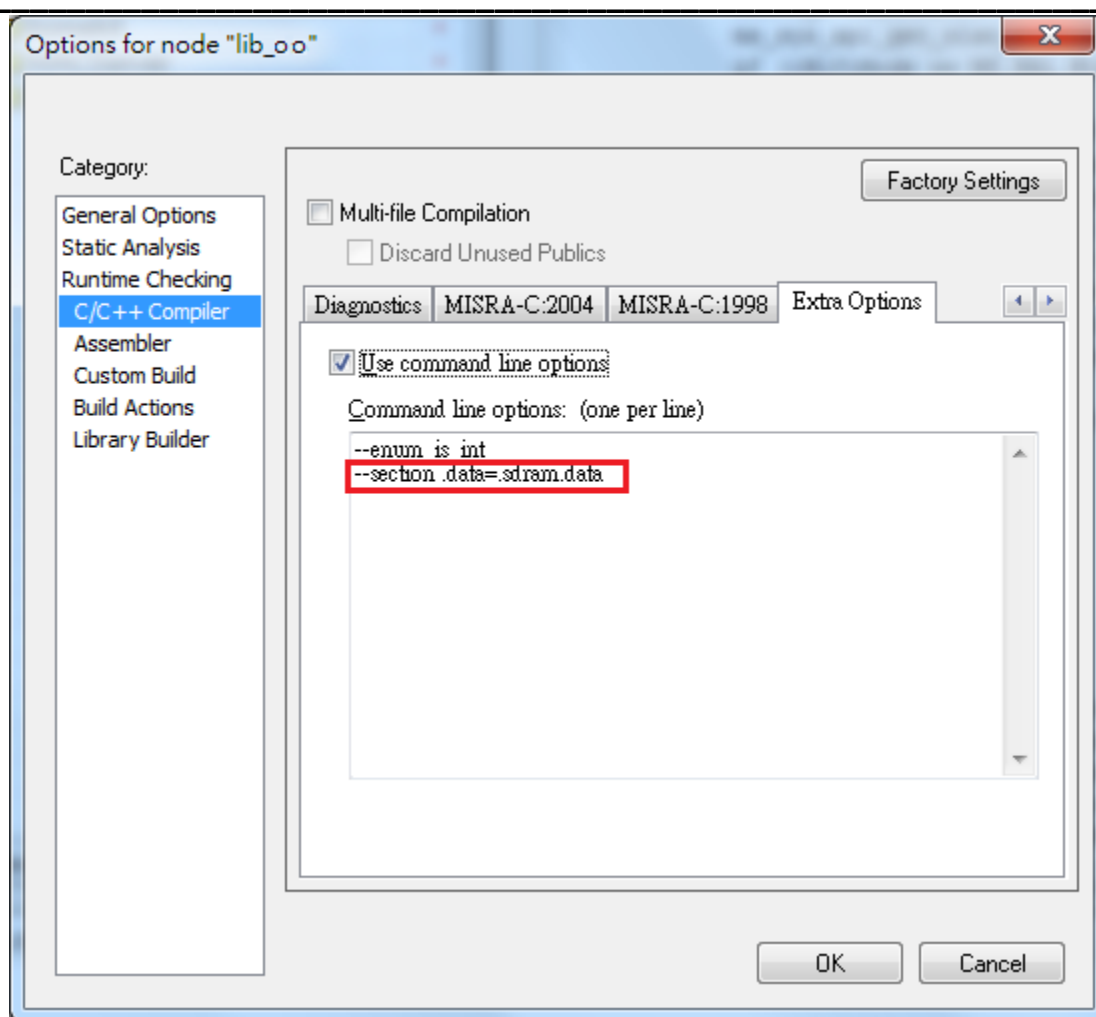 Options for node "lib_oo"
Category:
General Options
Static Analysis
Runtime Checking
C/C++ Compiler
Assembler
Custom Build
Build Actions
Library Builder
Factory Settings
Multi-file Compilation
Discard Unused Publics
Diagnostics MISRA-C:2004 MISRA-C:1998 Extra Options
Use command line options
Command line options: (one per line)
--enum_is_int
--section .data=.sdram.data
OK Cancel